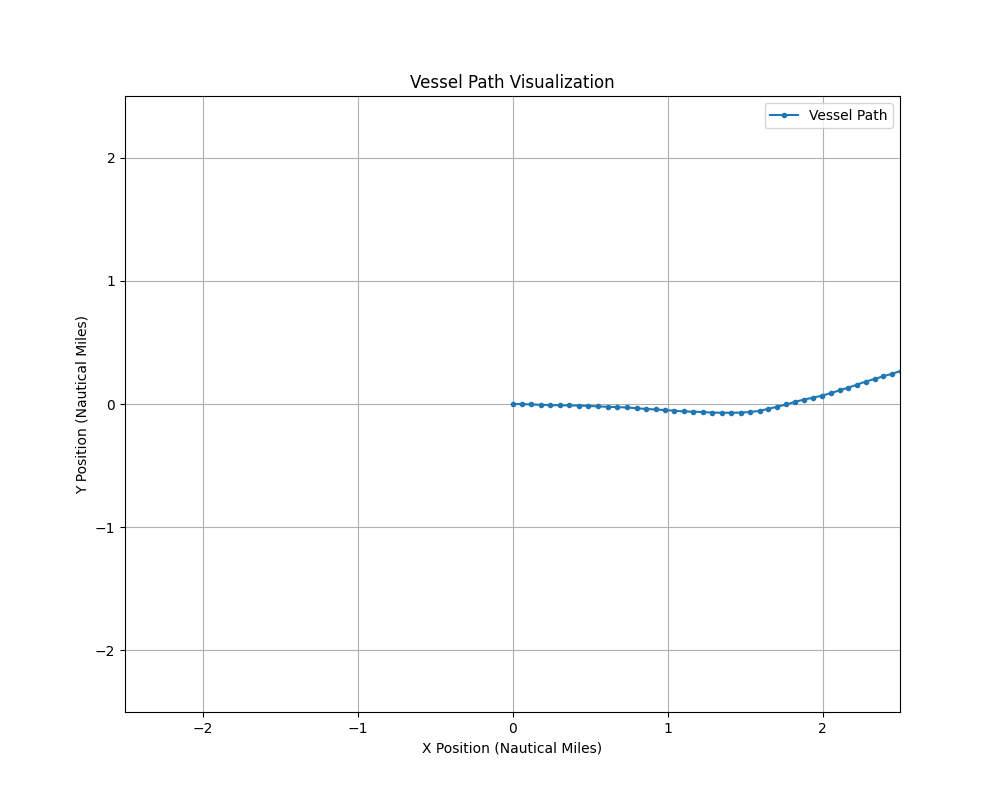 Vessel Path Visualization
Vessel Path
2
1
0
−1
−2
Y Position (Nautical Miles)
−2
−1
0
1
2
X Position (Nautical Miles)